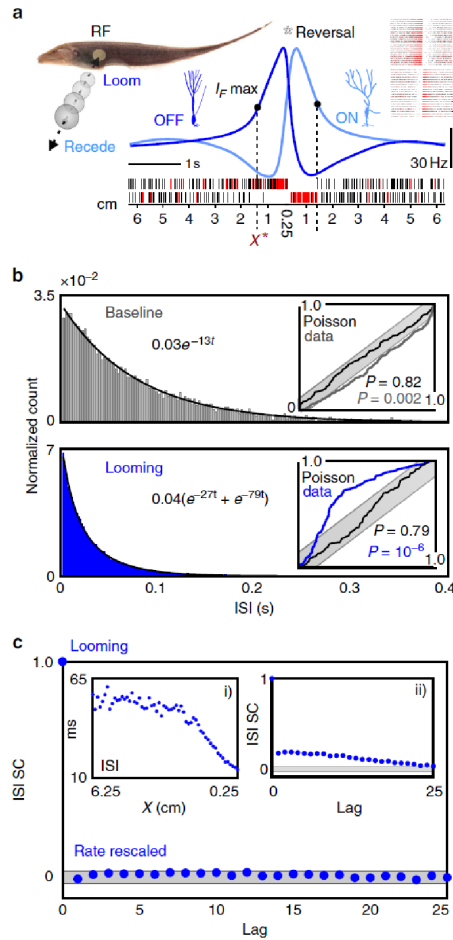 a
RF
* Reversal
Loom
I_F max
OFF
ON
Recede
1 s
30 Hz
cm
6 5 4 3 2 1 0.25 1 2 3 4 5 6
X*
b
×10⁻²
3.5
Baseline
0.03e^{-13t}
0
1.0
Poisson
data
P = 0.82
P = 0.002
0
1.0
Normalized count
7
Looming
0.04(e^{-27t} + e^{-79t})
0
1.0
Poisson
data
P = 0.79
P = 10⁻⁶
1.0
0 0.1 0.2 0.3 0.4
ISI (s)
c
Looming
1.0
65
i)
ms
ISI
10
6.25 0.25
X (cm)
1
ii)
ISI SC
0
0 25
Lag
ISI SC
Rate rescaled
0
0 5 10 15 20 25
Lag